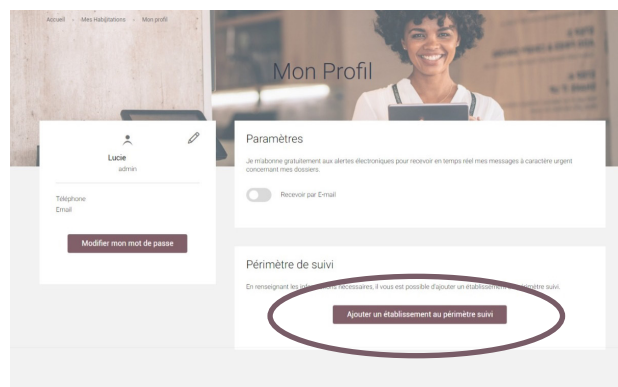 Accueil - Mes Habilitations - Mon profil
Mon Profil
Lucie
admin
Téléphone
Email
Modifier mon mot de passe
Paramètres
Je m'abonne gratuitement aux alertes électroniques pour recevoir en temps réel mes messages à caractère urgent
concernant mes dossiers.
Recevoir par E-mail
Périmètre de suivi
En renseignant les informations nécessaires, il vous est possible d'ajouter un établissement au périmètre suivi.
Ajouter un établissement au périmètre suivi